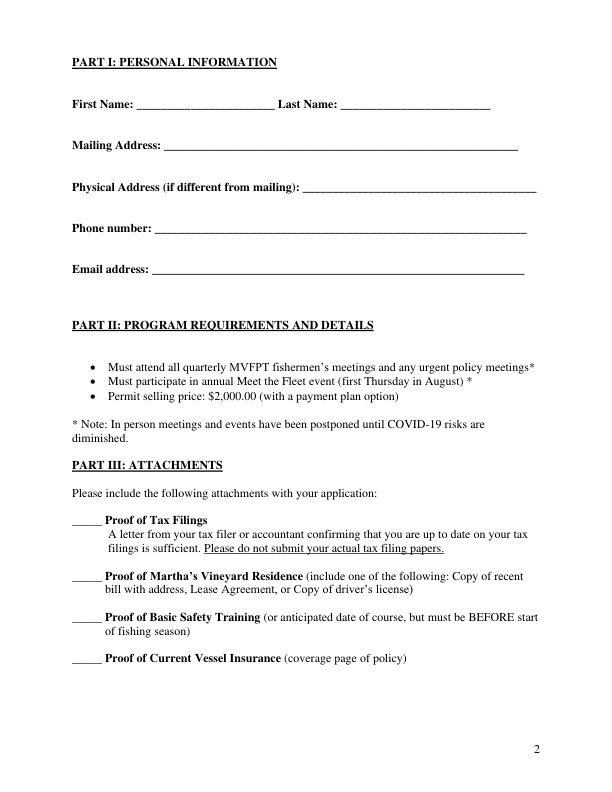 PART I: PERSONAL INFORMATION
First Name: _______________________ Last Name: _________________________
Mailing Address: ___________________________________________________________
Physical Address (if different from mailing): _______________________________________
Phone number: ______________________________________________________________
Email address: ______________________________________________________________
PART II: PROGRAM REQUIREMENTS AND DETAILS
• Must attend all quarterly MVFPT fishermen’s meetings and any urgent policy meetings*
• Must participate in annual Meet the Fleet event (first Thursday in August) *
• Permit selling price: $2,000.00 (with a payment plan option)
* Note: In person meetings and events have been postponed until COVID-19 risks are
diminished.
PART III: ATTACHMENTS
Please include the following attachments with your application:
_____ Proof of Tax Filings
A letter from your tax filer or accountant confirming that you are up to date on your tax
filings is sufficient. Please do not submit your actual tax filing papers.
_____ Proof of Martha’s Vineyard Residence (include one of the following: Copy of recent
bill with address, Lease Agreement, or Copy of driver’s license)
_____ Proof of Basic Safety Training (or anticipated date of course, but must be BEFORE start
of fishing season)
_____ Proof of Current Vessel Insurance (coverage page of policy)
2